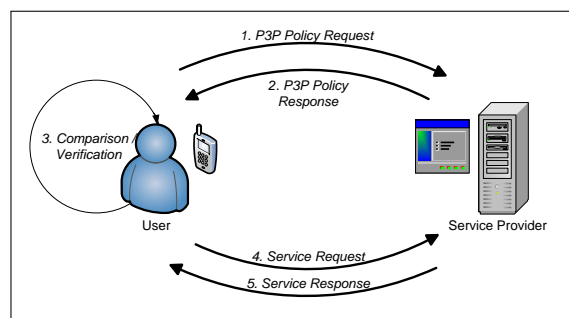 1. P3P Policy Request
2. P3P Policy
Response
3. Comparison /
Verification
User
Service Provider
4. Service Request
5. Service Response